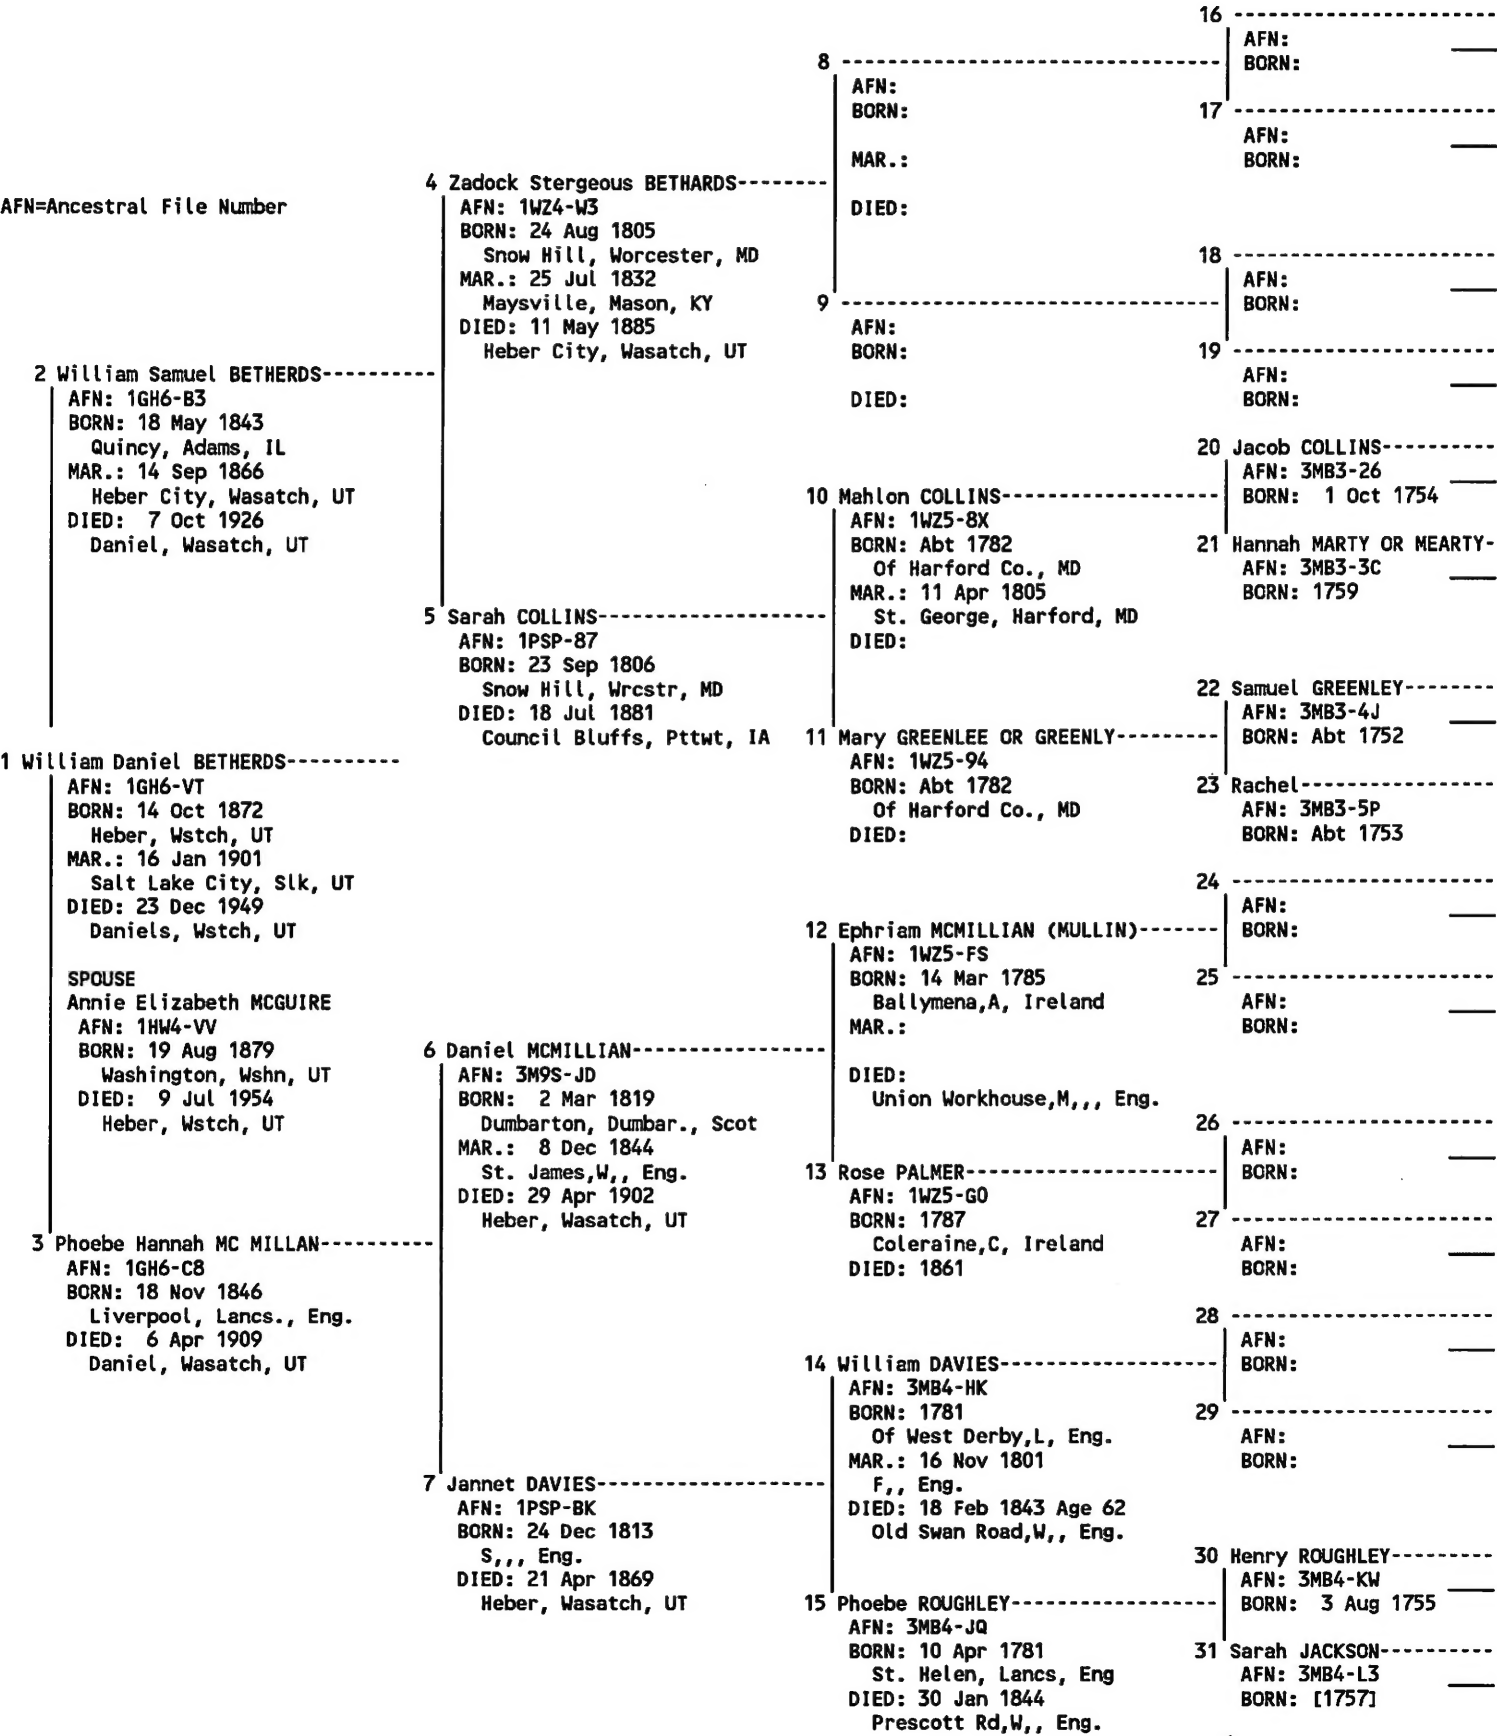 AFN=Ancestral File Number
1 William Daniel BETHERDS----------
AFN: 1GH6-VT
BORN: 14 Oct 1872
Heber, Wstch, UT
MAR.: 16 Jan 1901
Salt Lake City, Slk, UT
DIED: 23 Dec 1949
Daniels, Wstch, UT
SPOUSE
Annie Elizabeth MCGUIRE
AFN: 1HW4-VV
BORN: 19 Aug 1879
Washington, Wshn, UT
DIED: 9 Jul 1954
Heber, Wstch, UT
2 William Samuel BETHERDS----------
AFN: 1GH6-B3
BORN: 18 May 1843
Quincy, Adams, IL
MAR.: 14 Sep 1866
Heber City, Wasatch, UT
DIED: 7 Oct 1926
Daniel, Wasatch, UT
3 Phoebe Hannah MC MILLAN----------
AFN: 1GH6-C8
BORN: 18 Nov 1846
Liverpool, Lancs., Eng.
DIED: 6 Apr 1909
Daniel, Wasatch, UT
4 Zadock Stergeous BETHARDS--------
AFN: 1WZ4-W3
BORN: 24 Aug 1805
Snow Hill, Worcester, MD
MAR.: 25 Jul 1832
Maysville, Mason, KY
DIED: 11 May 1885
Heber City, Wasatch, UT
5 Sarah COLLINS--------------------
AFN: 1PSP-87
BORN: 23 Sep 1806
Snow Hill, Wrcstr, MD
DIED: 18 Jul 1881
Council Bluffs, Pttwt, IA
6 Daniel MCMILLIAN-----------------
AFN: 3M9S-JD
BORN: 2 Mar 1819
Dumbarton, Dumbar., Scot
MAR.: 8 Dec 1844
St. James,W,, Eng.
DIED: 29 Apr 1902
Heber, Wasatch, UT
7 Jannet DAVIES--------------------
AFN: 1PSP-BK
BORN: 24 Dec 1813
S,,, Eng.
DIED: 21 Apr 1869
Heber, Wasatch, UT
8 ---------------------------------
AFN:
BORN:
MAR.:
DIED:
9 ---------------------------------
AFN:
BORN:
DIED:
10 Mahlon COLLINS-------------------
AFN: 1WZ5-8X
BORN: Abt 1782
Of Harford Co., MD
MAR.: 11 Apr 1805
St. George, Harford, MD
DIED:
11 Mary GREENLEE OR GREENLY---------
AFN: 1WZ5-94
BORN: Abt 1782
Of Harford Co., MD
DIED:
12 Ephriam MCMILLIAN (MULLIN)-------
AFN: 1WZ5-FS
BORN: 14 Mar 1785
Ballymena,A, Ireland
MAR.:
DIED:
Union Workhouse,M,,, Eng.
13 Rose PALMER----------------------
AFN: 1WZ5-G0
BORN: 1787
Coleraine,C, Ireland
DIED: 1861
14 William DAVIES-------------------
AFN: 3MB4-HK
BORN: 1781
Of West Derby,L, Eng.
MAR.: 16 Nov 1801
F,, Eng.
DIED: 18 Feb 1843 Age 62
Old Swan Road,W,, Eng.
15 Phoebe ROUGHLEY------------------
AFN: 3MB4-JQ
BORN: 10 Apr 1781
St. Helen, Lancs, Eng
DIED: 30 Jan 1844
Prescott Rd,W,, Eng.
16 -----------------------
AFN:
BORN:
17 -----------------------
AFN:
BORN:
18 -----------------------
AFN:
BORN:
19 -----------------------
AFN:
BORN:
20 Jacob COLLINS----------
AFN: 3MB3-26
BORN: 1 Oct 1754
21 Hannah MARTY OR MEARTY-
AFN: 3MB3-3C
BORN: 1759
22 Samuel GREENLEY--------
AFN: 3MB3-4J
BORN: Abt 1752
23 Rachel-----------------
AFN: 3MB3-5P
BORN: Abt 1753
24 -----------------------
AFN:
BORN:
25 -----------------------
AFN:
BORN:
26 -----------------------
AFN:
BORN:
27 -----------------------
AFN:
BORN:
28 -----------------------
AFN:
BORN:
29 -----------------------
AFN:
BORN:
30 Henry ROUGHLEY---------
AFN: 3MB4-KW
BORN: 3 Aug 1755
31 Sarah JACKSON----------
AFN: 3MB4-L3
BORN: [1757]